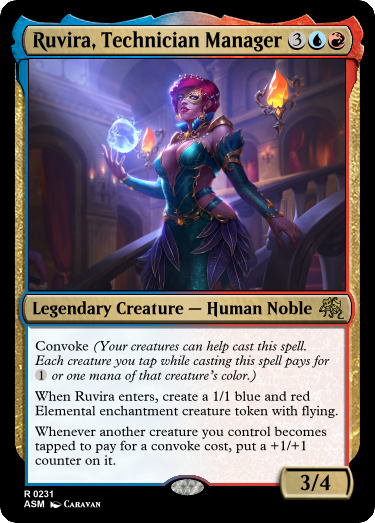 Ruvira, Technician Manager 3
Legendary Creature — Human Noble
Convoke (Your creatures can help cast this spell.
Each creature you tap while casting this spell pays for
1 or one mana of that creature's color.)
When Ruvira enters, create a 1/1 blue and red
Elemental enchantment creature token with flying.
Whenever another creature you control becomes
tapped to pay for a convoke cost, put a +1/+1
counter on it.
3/4
R 0231
ASM CARAVAN